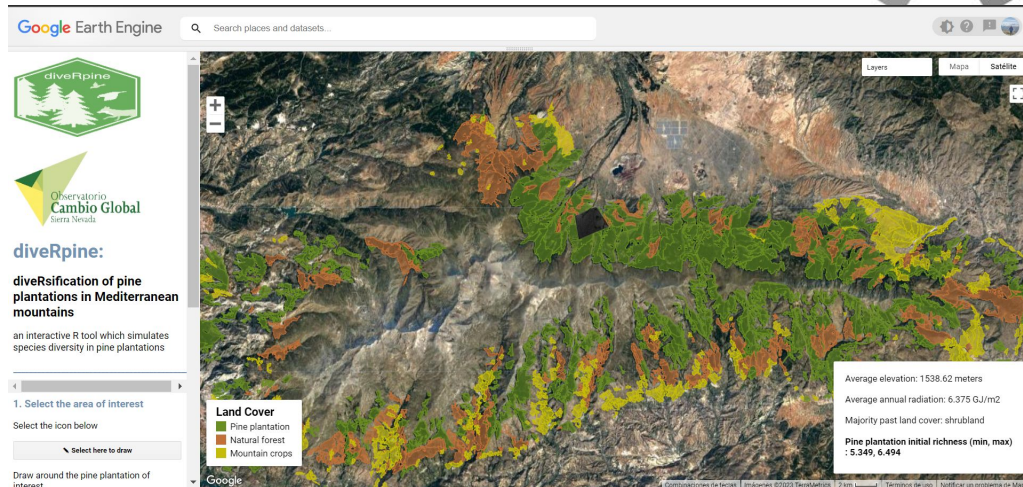 Google Earth Engine
Search places and datasets...
diveRpine
Observatorio
Cambio Global
Sierra Nevada
diveRpine:
diveRsification of pine
plantations in Mediterranean
mountains
an interactive R tool which simulates
species diversity in pine plantations
1. Select the area of interest
Select the icon below
Select here to draw
Draw around the pine plantation of
interest
Layers
Mapa
Satélite
Land Cover
Pine plantation
Natural forest
Mountain crops
Average elevation: 1538.62 meters
Average annual radiation: 6.375 GJ/m2
Majority past land cover: shrubland
Pine plantation initial richness (min, max)
: 5.349, 6.494
Google
Combinaciones de teclas
Imágenes ©2023 TerraMetrics
2 km
Términos de uso
Notificar un problema de Map